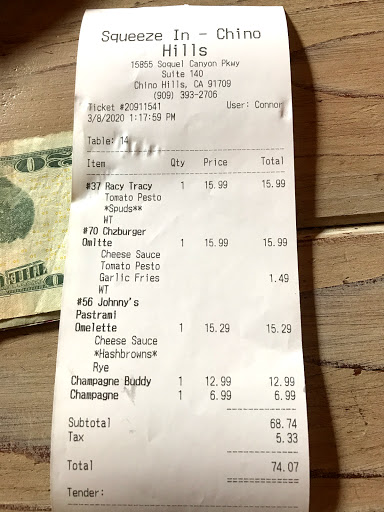 Squeeze In - Chino
Hills
15855 Soquel Canyon Pkwy
Suite 140
Chino Hills, CA 91709
(909) 393-2706
Ticket #20911541 User: Connor
3/8/2020 1:17:59 PM
Table: 14
Item Qty Price Total
#37 Racy Tracy 1 15.99 15.99
Tomato Pesto
*Spuds**
WT
#70 Chzburger
Omltte 1 15.99 15.99
Cheese Sauce
Tomato Pesto
Garlic Fries 1.49
WT
#56 Johnny's
Pastrami
Omelette 1 15.29 15.29
Cheese Sauce
*Hashbrowns*
Rye
Champagne Buddy 1 12.99 12.99
Champagne 1 6.99 6.99
Subtotal 68.74
Tax 5.33
Total 74.07
Tender: